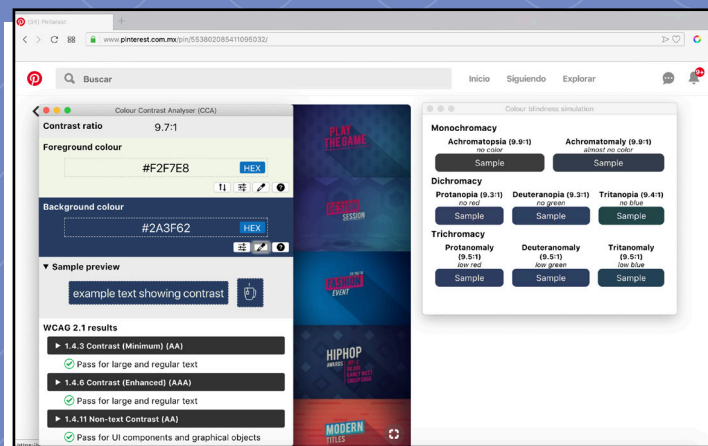 (34) Pinterest
www.pinterest.com.mx/pin/553802085411095032/
Buscar
Inicio
Siguiendo
Explorar
9+
Colour Contrast Analyser (CCA)
Contrast ratio
9.7:1
Foreground colour
#F2F7E8
HEX
Background colour
#2A3F62
HEX
▼ Sample preview
example text showing contrast
WCAG 2.1 results
▶ 1.4.3 Contrast (Minimum) (AA)
Pass for large and regular text
▶ 1.4.6 Contrast (Enhanced) (AAA)
Pass for large and regular text
▶ 1.4.11 Non-text Contrast (AA)
Pass for UI components and graphical objects
PLAY
THE GAME
SESSION
FASHION
EVENT
HIPHOP
AWARDS
MODERN
TITLES
Colour blindness simulation
Monochromacy
Achromatopsia (9.9:1)
no color
Sample
Achromatomaly (9.9:1)
almost no color
Sample
Dichromacy
Protanopia (9.3:1)
no red
Sample
Deuteranopia (9.3:1)
no green
Sample
Tritanopia (9.4:1)
no blue
Sample
Trichromacy
Protanomaly
(9.5:1)
low red
Sample
Deuteranomaly
(9.5:1)
low green
Sample
Tritanomaly
(9.5:1)
low blue
Sample